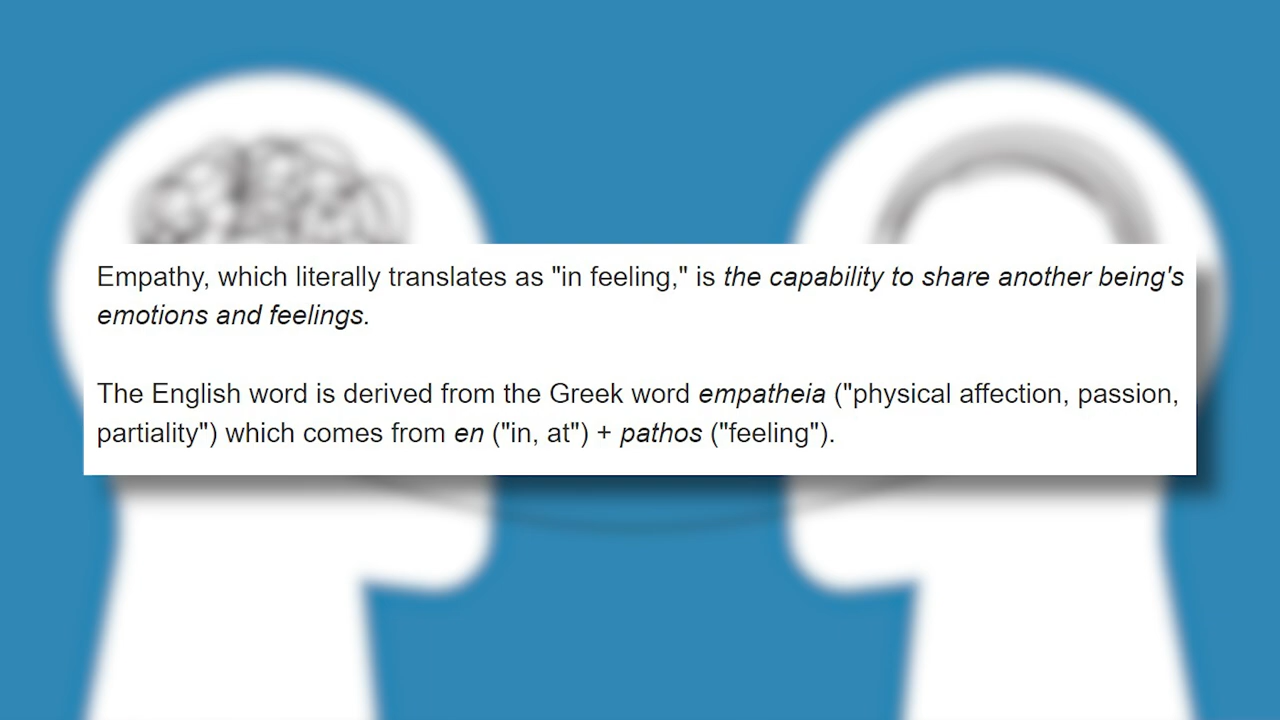 Empathy, which literally translates as "in feeling," is the capability to share another being's
emotions and feelings.
The English word is derived from the Greek word empatheia ("physical affection, passion,
partiality") which comes from en ("in, at") + pathos ("feeling").